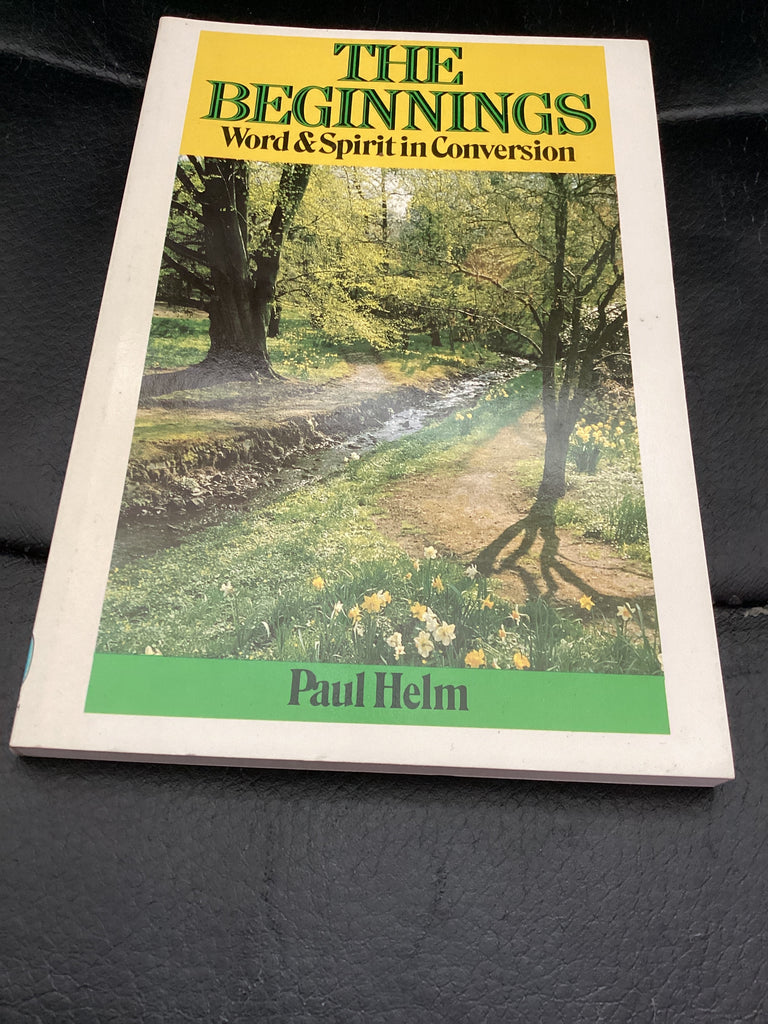 THE
BEGINNINGS
Word & Spirit in Conversion
Paul Helm